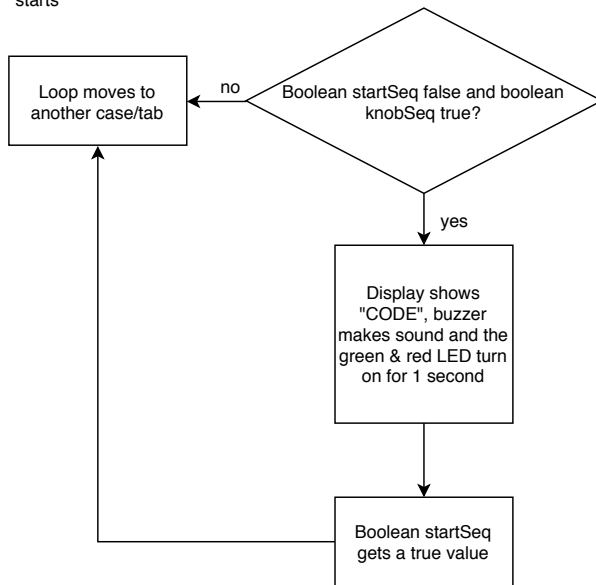 starts
Loop moves to
another case/tab
no
Boolean startSeq false and boolean
knobSeq true?
yes
Display shows
"CODE", buzzer
makes sound and the
green & red LED turn
on for 1 second
Boolean startSeq
gets a true value